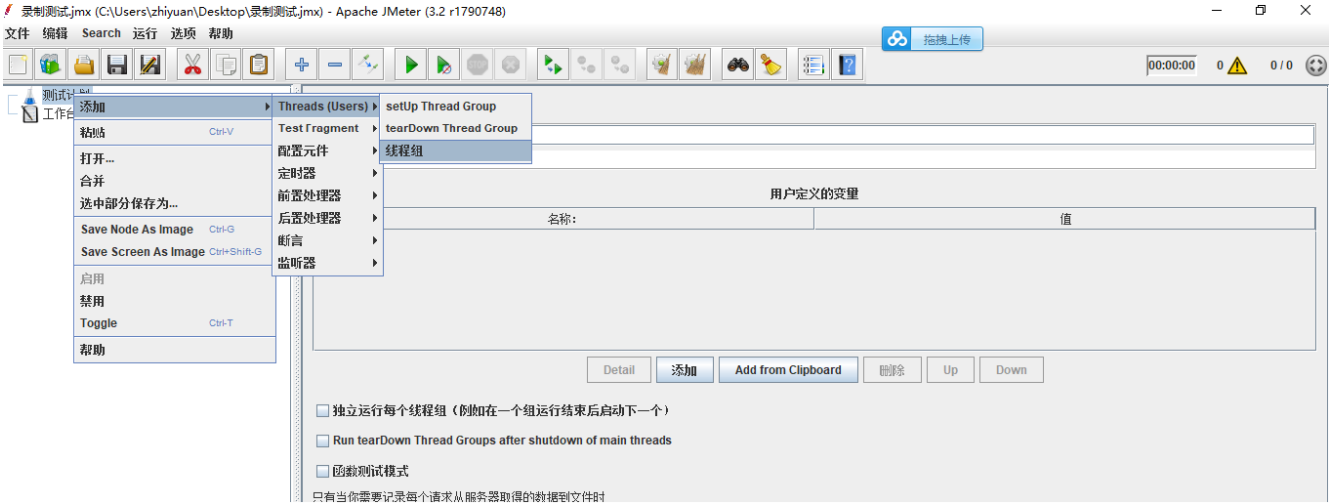 录制测试.jmx (C:\Users\zhiyuan\Desktop\录制测试.jmx) - Apache JMeter (3.2 r1790748)
文件 编辑 Search 运行 选项 帮助
拖拽上传
00:00:00 0 0 / 0
测试计划
工作台
添加
粘贴 Ctrl-V
打开...
合并
选中部分保存为...
Save Node As Image Ctrl-G
Save Screen As Image Ctrl+Shift-G
启用
禁用
Toggle Ctrl-T
帮助
Threads (Users)
Test Fragment
配置元件
定时器
前置处理器
后置处理器
断言
监听器
setUp Thread Group
tearDown Thread Group
线程组
用户定义的变量
名称: 值
Detail 添加 Add from Clipboard 删除 Up Down
独立运行每个线程组（例如在一个组运行结束后启动下一个）
Run tearDown Thread Groups after shutdown of main threads
函数测试模式
只有当你需要记录每个请求从服务器取得的数据到文件时